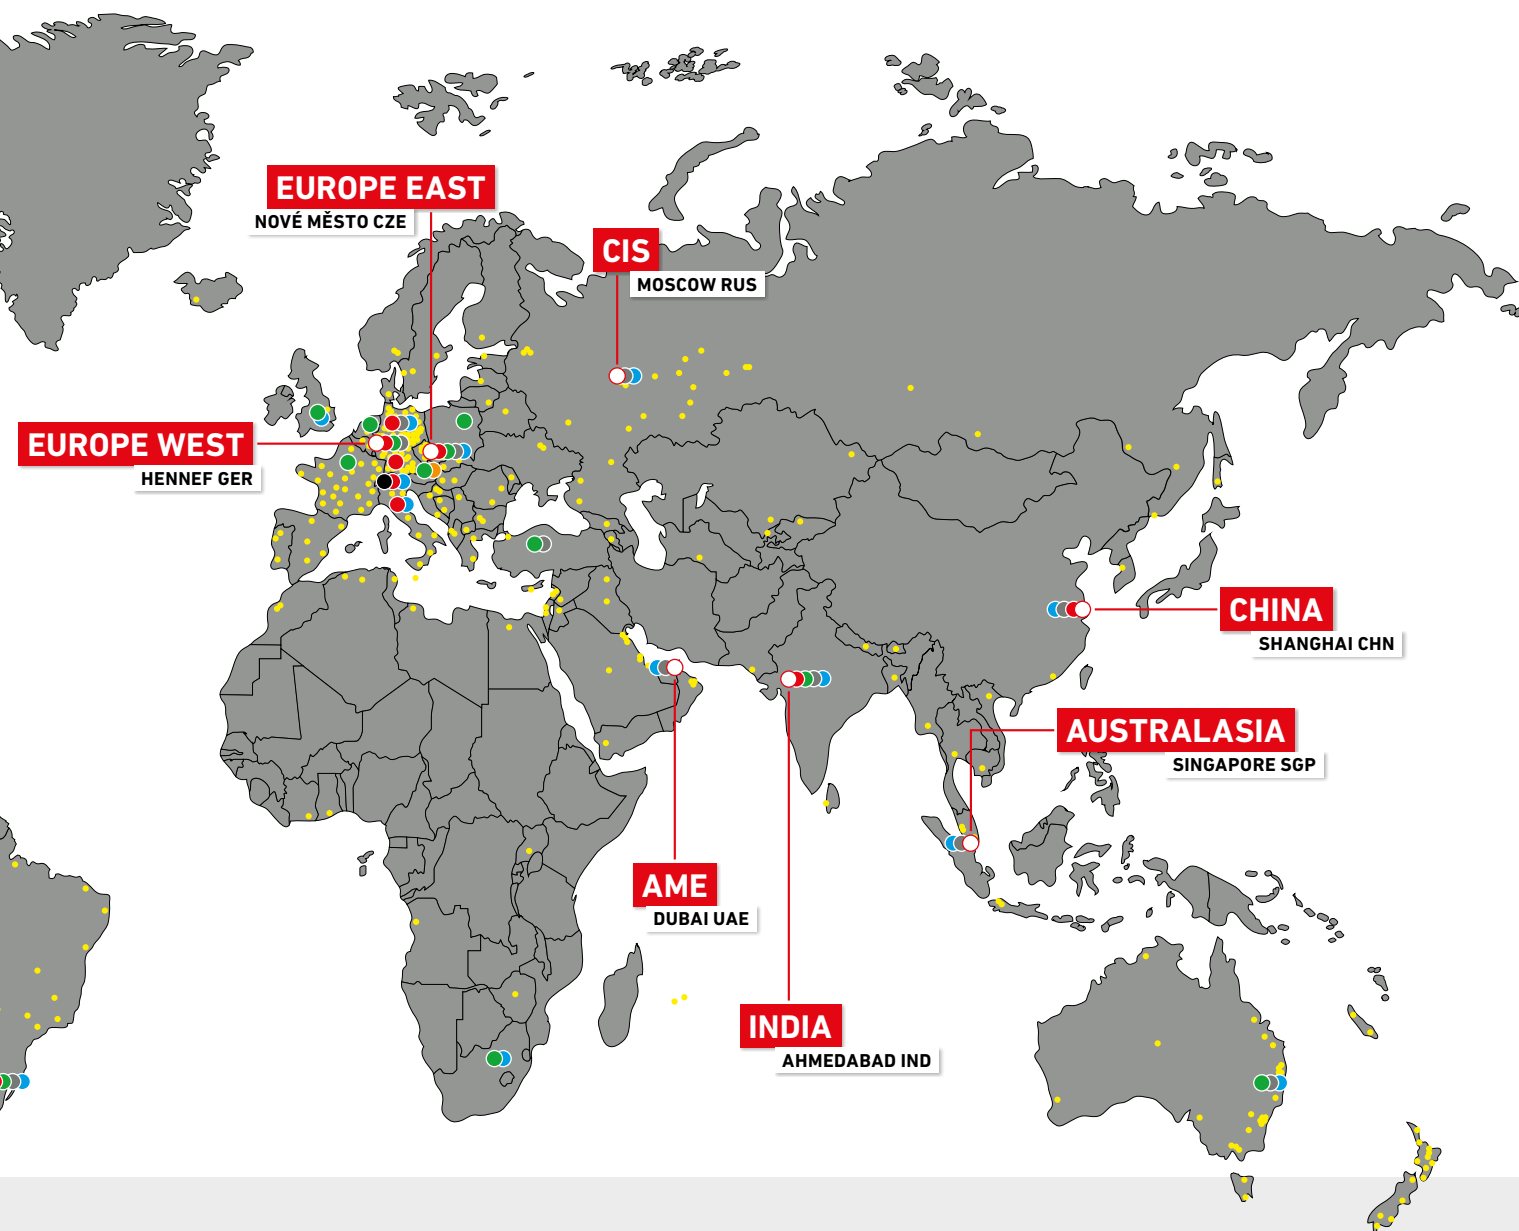 EUROPE EAST
NOVÉ MĚSTO CZE
CIS
MOSCOW RUS
EUROPE WEST
HENNEF GER
CHINA
SHANGHAI CHN
AUSTRALASIA
SINGAPORE SGP
AME
DUBAI UAE
INDIA
AHMEDABAD IND